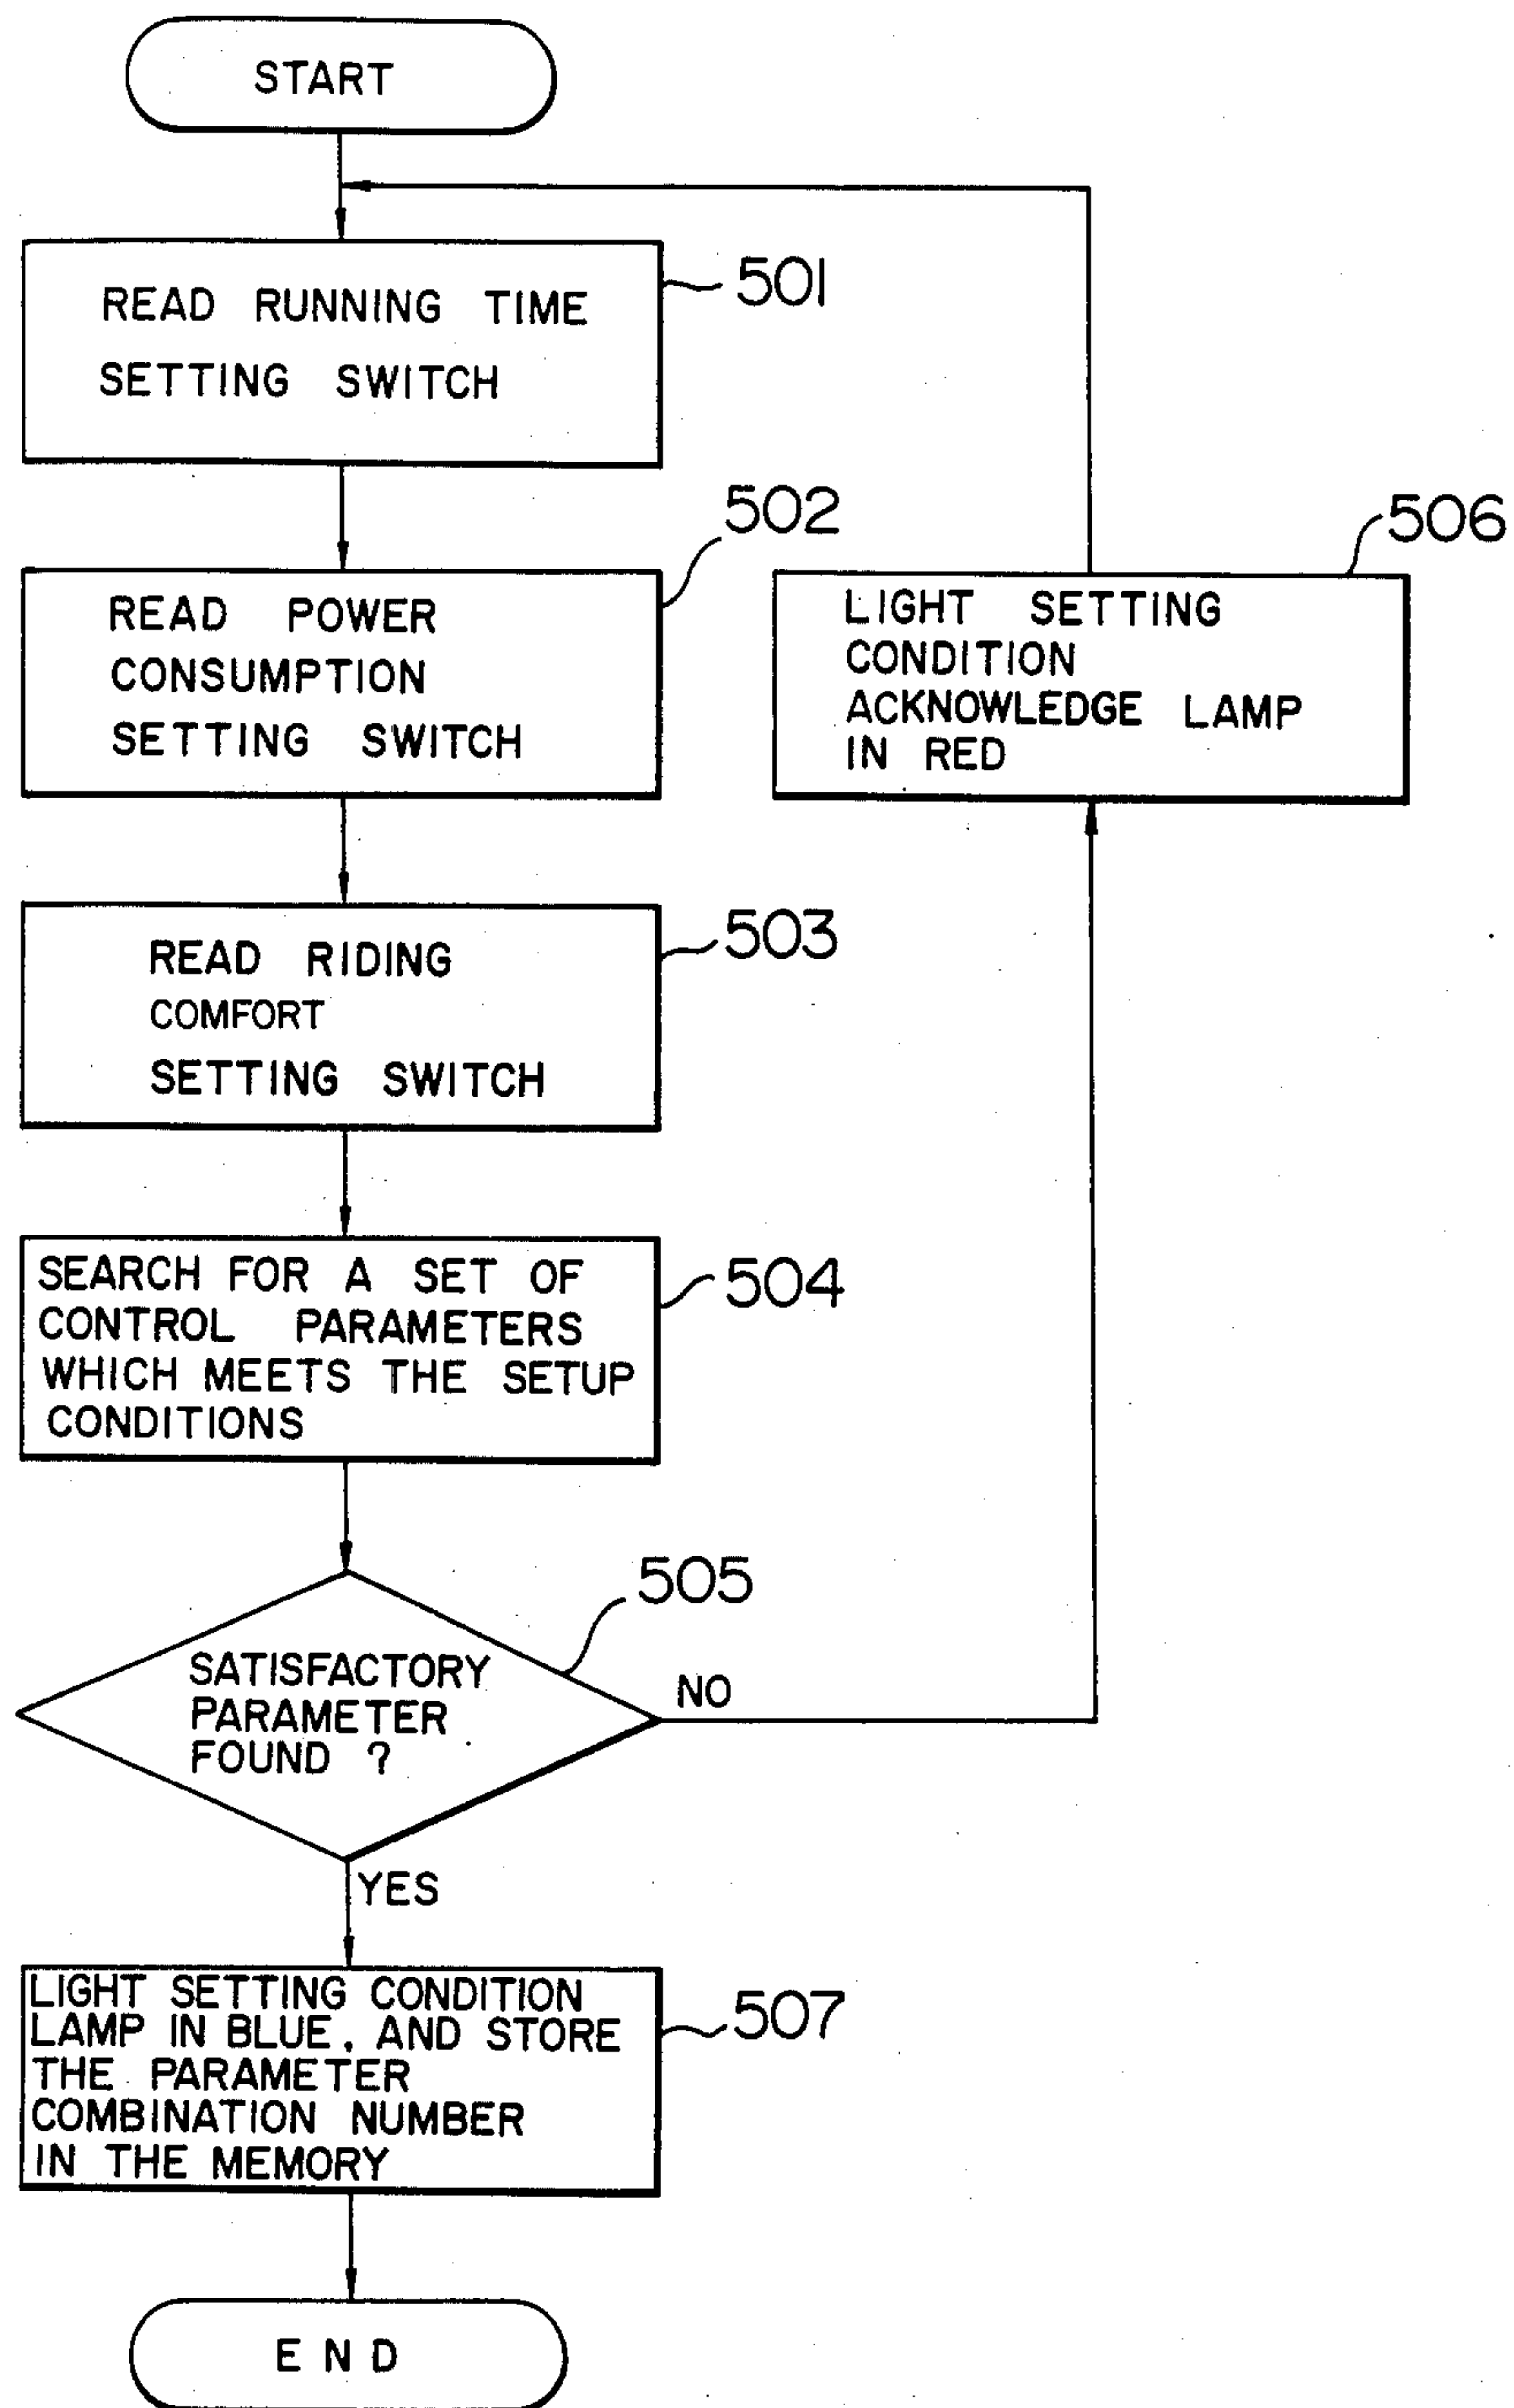 START
READ RUNNING TIME
SETTING SWITCH
501
READ POWER
CONSUMPTION
SETTING SWITCH
502
LIGHT SETTING
CONDITION
ACKNOWLEDGE LAMP
IN RED
506
READ RIDING
COMFORT
SETTING SWITCH
503
SEARCH FOR A SET OF
CONTROL PARAMETERS
WHICH MEETS THE SETUP
CONDITIONS
504
SATISFACTORY
PARAMETER
FOUND ?
505
NO
YES
LIGHT SETTING CONDITION
LAMP IN BLUE, AND STORE
THE PARAMETER
COMBINATION NUMBER
IN THE MEMORY
507
END